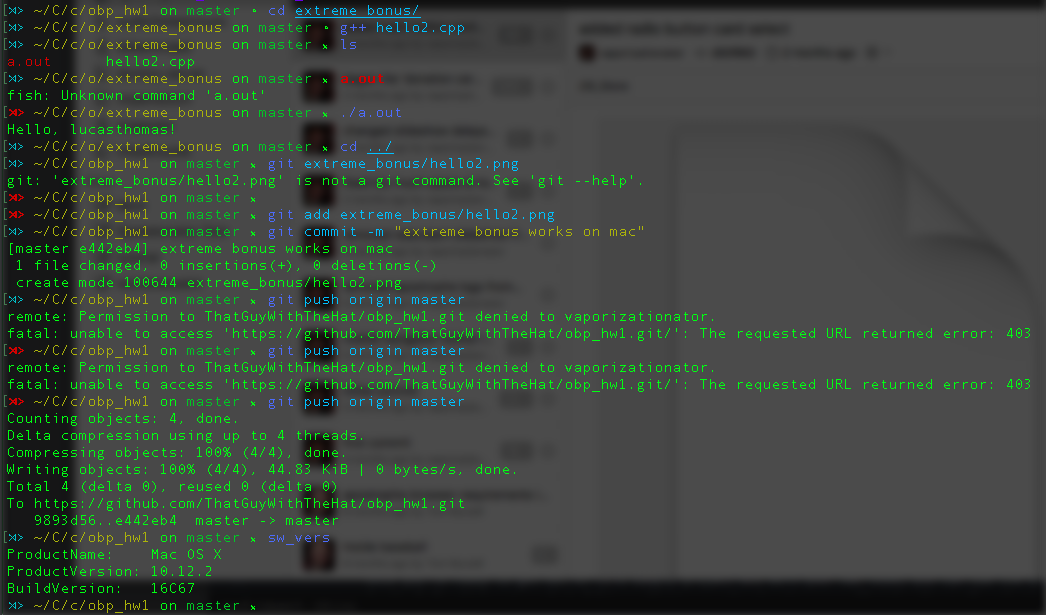 [⋊> ~/C/c/obp_hw1 on master ◦ cd extreme_bonus/
[⋊> ~/C/c/o/extreme_bonus on master ◦ g++ hello2.cpp
[⋊> ~/C/c/o/extreme_bonus on master ⨯ ls
a.out      hello2.cpp
[⋊> ~/C/c/o/extreme_bonus on master ⨯ a.out
fish: Unknown command 'a.out'
[⋊> ~/C/c/o/extreme_bonus on master ⨯ ./a.out
Hello, lucasthomas!
[⋊> ~/C/c/o/extreme_bonus on master ⨯ cd ../
[⋊> ~/C/c/obp_hw1 on master ⨯ git extreme_bonus/hello2.png
git: 'extreme_bonus/hello2.png' is not a git command. See 'git --help'.
[⋊> ~/C/c/obp_hw1 on master ⨯
[⋊> ~/C/c/obp_hw1 on master ⨯ git add extreme_bonus/hello2.png
[⋊> ~/C/c/obp_hw1 on master ⨯ git commit -m "extreme bonus works on mac"
[master e442eb4] extreme bonus works on mac
 1 file changed, 0 insertions(+), 0 deletions(-)
 create mode 100644 extreme_bonus/hello2.png
[⋊> ~/C/c/obp_hw1 on master ⨯ git push origin master
remote: Permission to ThatGuyWithTheHat/obp_hw1.git denied to vaporizationator.
fatal: unable to access 'https://github.com/ThatGuyWithTheHat/obp_hw1.git/': The requested URL returned error: 403
[⋊> ~/C/c/obp_hw1 on master ⨯ git push origin master
remote: Permission to ThatGuyWithTheHat/obp_hw1.git denied to vaporizationator.
fatal: unable to access 'https://github.com/ThatGuyWithTheHat/obp_hw1.git/': The requested URL returned error: 403
[⋊> ~/C/c/obp_hw1 on master ⨯ git push origin master
Counting objects: 4, done.
Delta compression using up to 4 threads.
Compressing objects: 100% (4/4), done.
Writing objects: 100% (4/4), 44.83 KiB | 0 bytes/s, done.
Total 4 (delta 0), reused 0 (delta 0)
To https://github.com/ThatGuyWithTheHat/obp_hw1.git
   9893d56..e442eb4  master -> master
[⋊> ~/C/c/obp_hw1 on master ⨯ sw_vers
ProductName:    Mac OS X
ProductVersion: 10.12.2
BuildVersion:   16C67
⋊> ~/C/c/obp_hw1 on master ⨯